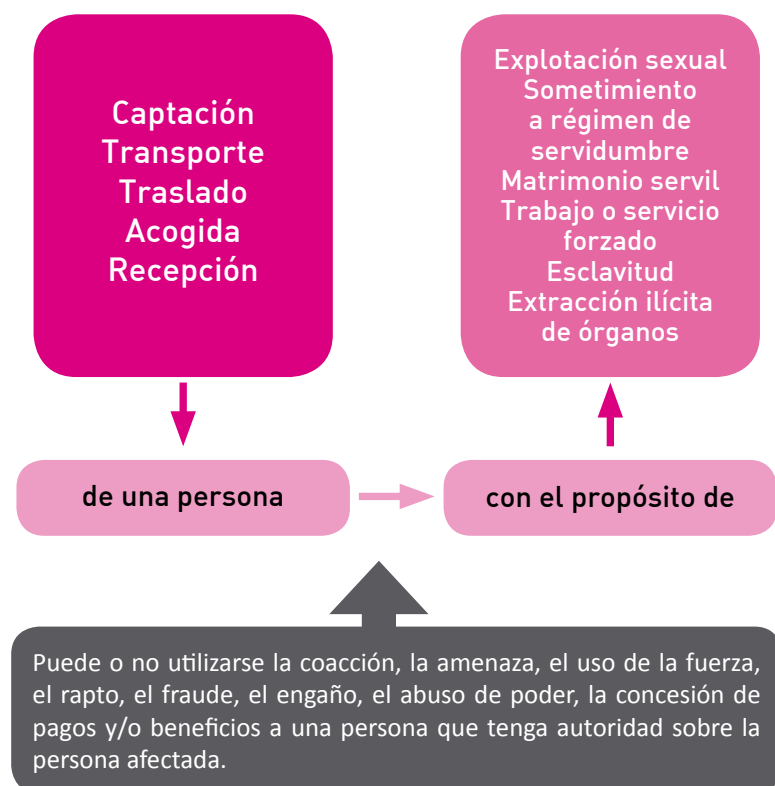 Captación
Transporte
Traslado
Acogida
Recepción
de una persona
con el propósito de
Explotación sexual
Sometimiento
a régimen de
servidumbre
Matrimonio servil
Trabajo o servicio
forzado
Esclavitud
Extracción ilícita
de órganos
Puede o no utilizarse la coacción, la amenaza, el uso de la fuerza,
el rapto, el fraude, el engaño, el abuso de poder, la concesión de
pagos y/o beneficios a una persona que tenga autoridad sobre la
persona afectada.